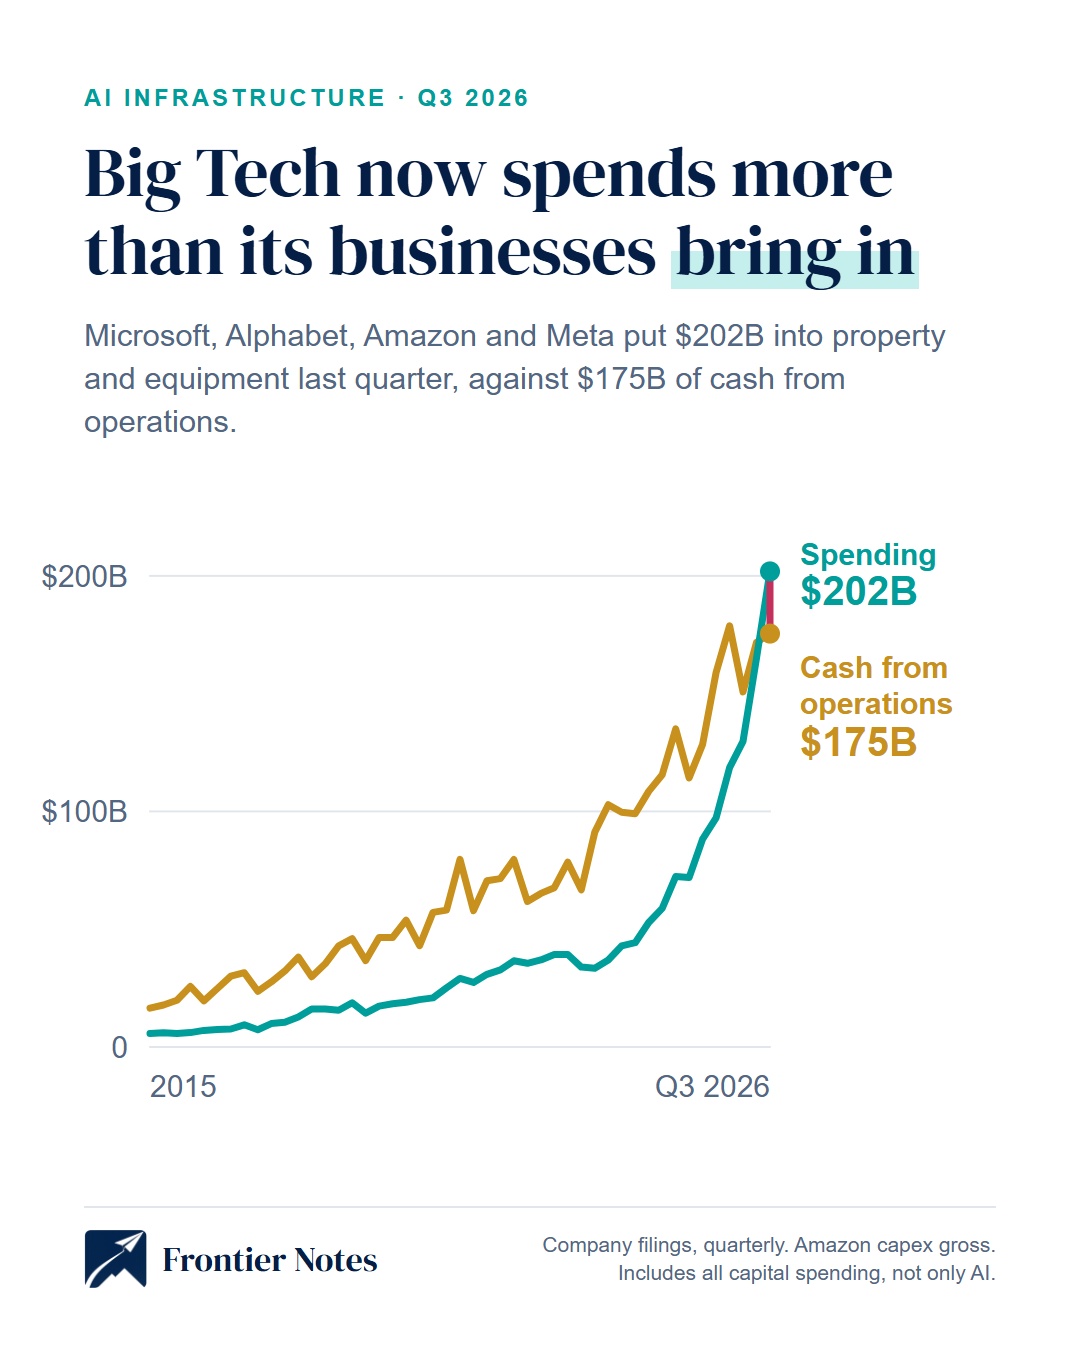 AI INFRASTRUCTURE · Q3 2026
Big Tech now spends more
than its businesses bring in
Microsoft, Alphabet, Amazon and Meta put $202B into property
and equipment last quarter, against $175B of cash from
operations.
Spending
$202B
Cash from
operations
$175B
$200B
$100B
0
2015
Q3 2026
Frontier Notes
Company filings, quarterly. Amazon capex gross.
Includes all capital spending, not only AI.